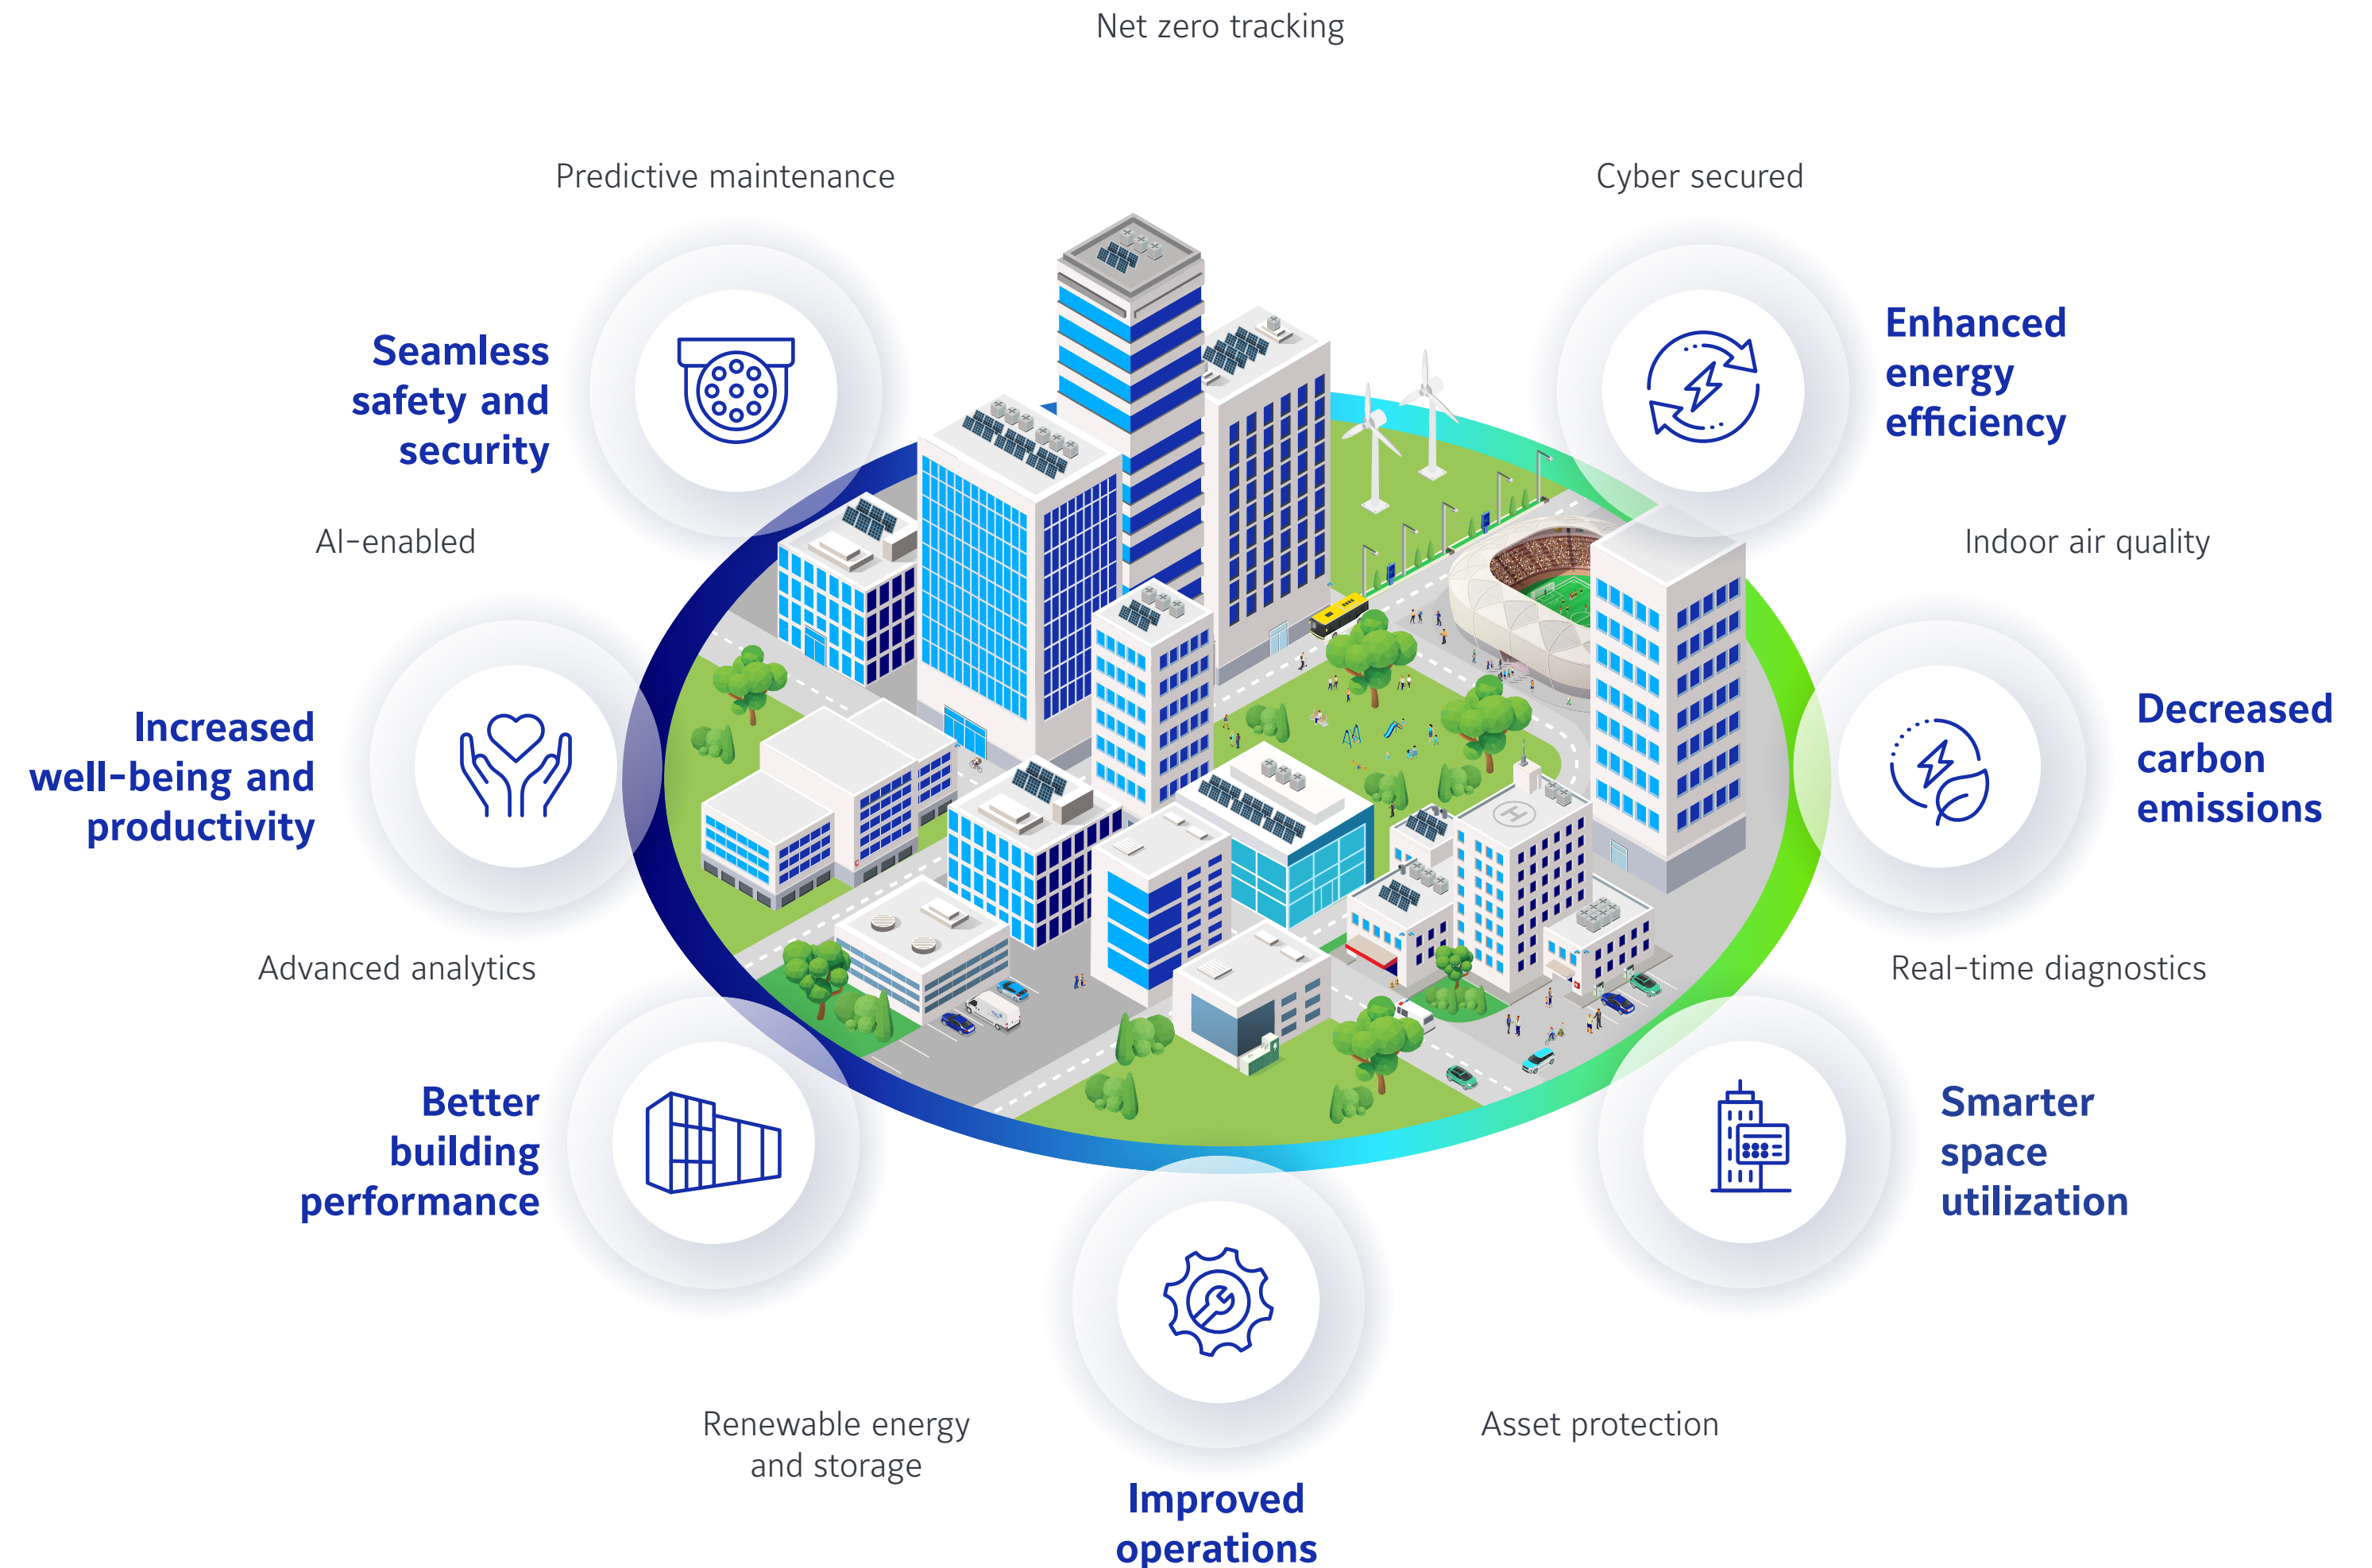 Net zero tracking
Predictive maintenance
Cyber secured
Seamless
safety and
security
Enhanced
energy
efficiency
AI-enabled
Indoor air quality
Increased
well-being and
productivity
Decreased
carbon
emissions
H
Advanced analytics
Real-time diagnostics
Better
building
performance
Smarter
space
utilization
Renewable energy
and storage
Asset protection
Improved
operations